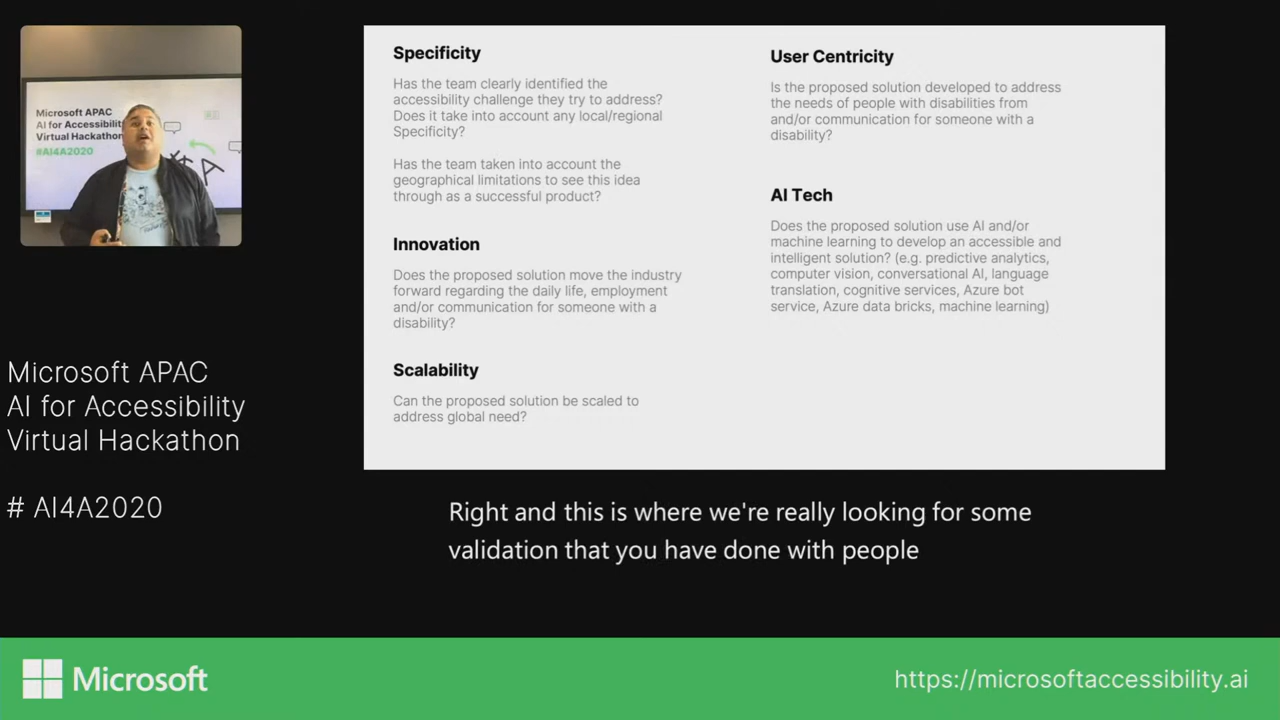 Microsoft APAC
AI for Accessibility
Virtual Hackathon
#AI4A2020
Microsoft APAC
AI for Accessibility
Virtual Hackathon
# AI4A2020
Specificity
Has the team clearly identified the
accessibility challenge they try to address?
Does it take into account any local/regional
Specificity?
Has the team taken into account the
geographical limitations to see this idea
through as a successful product?
Innovation
Does the proposed solution move the industry
forward regarding the daily life, employment
and/or communication for someone with a
disability?
Scalability
Can the proposed solution be scaled to
address global need?
User Centricity
Is the proposed solution developed to address
the needs of people with disabilities from
and/or communication for someone with a
disability?
AI Tech
Does the proposed solution use AI and/or
machine learning to develop an accessible and
intelligent solution? (e.g. predictive analytics,
computer vision, conversational AI, language
translation, cognitive services, Azure bot
service, Azure data bricks, machine learning)
Right and this is where we're really looking for some
validation that you have done with people
Microsoft
https://microsoftaccessibility.ai